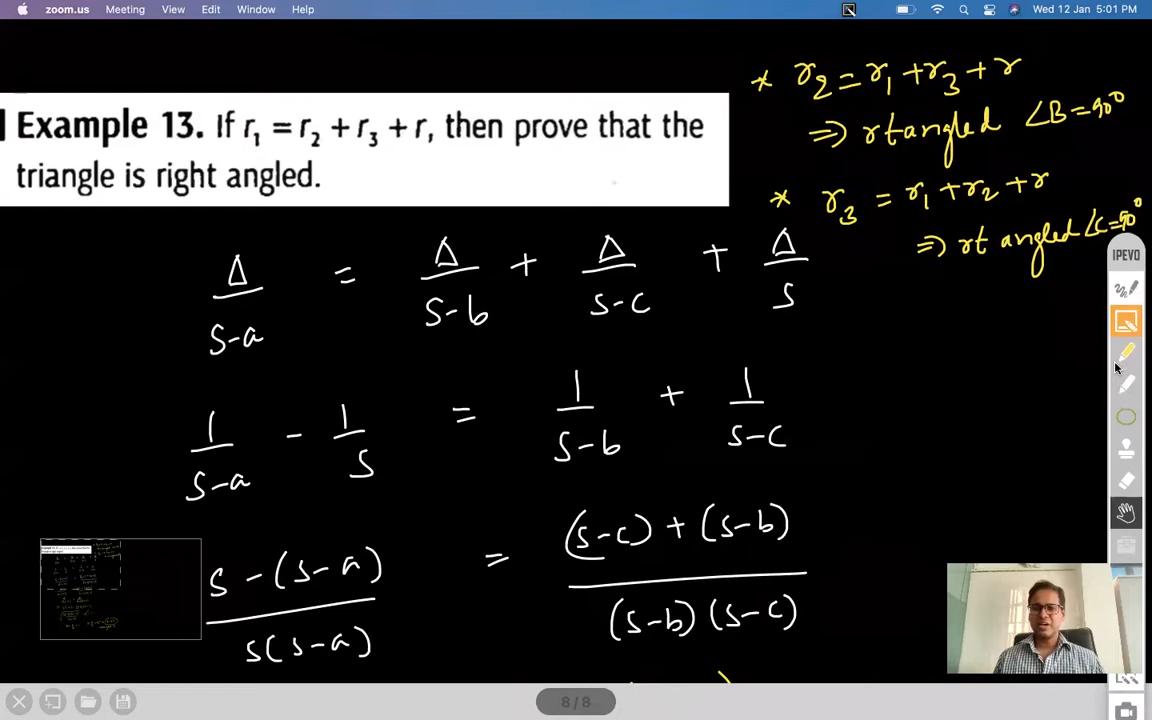 zoom.us Meeting View Edit Window Help Wed 12 Jan 5:01 PM
Example 13. If r₁ = r₂ + r₃ + r, then prove that the
triangle is right angled.
* r₂ = r₁ + r₃ + r
⇒ rtangled ∠B = 90°
* r₃ = r₁ + r₂ + r
⇒ rt angled ∠C = 90°
Δ/(s-a) = Δ/(s-b) + Δ/(s-c) + Δ/s
1/(s-a) - 1/s = 1/(s-b) + 1/(s-c)
(s-(s-a))/(s(s-a)) = ((s-c)+(s-b))/((s-b)(s-c))
IPEVO
8/8